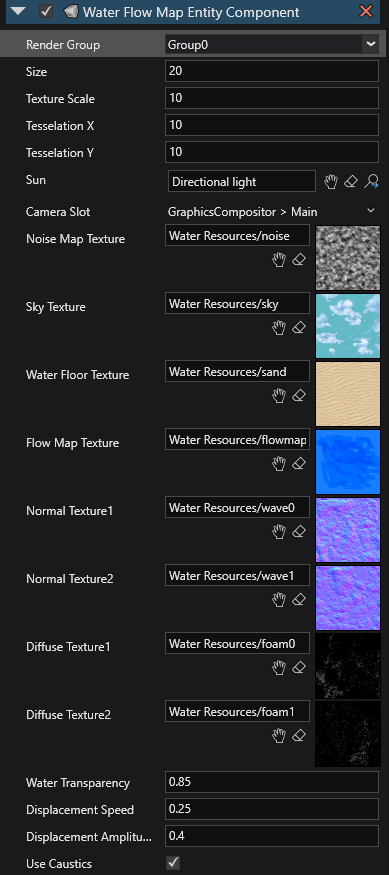 Water Flow Map Entity Component
Render Group Group0
Size 20
Texture Scale 10
Tesselation X 10
Tesselation Y 10
Sun Directional light
Camera Slot GraphicsCompositor > Main
Noise Map Texture Water Resources/noise
Sky Texture Water Resources/sky
Water Floor Texture Water Resources/sand
Flow Map Texture Water Resources/flowmap
Normal Texture1 Water Resources/wave0
Normal Texture2 Water Resources/wave1
Diffuse Texture1 Water Resources/foam0
Diffuse Texture2 Water Resources/foam1
Water Transparency 0.85
Displacement Speed 0.25
Displacement Amplitu... 0.4
Use Caustics